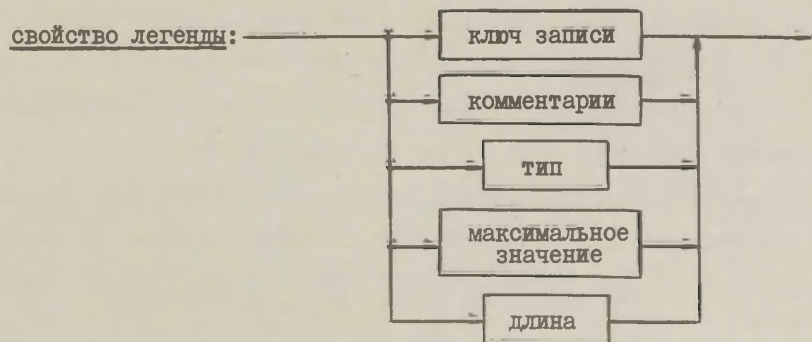 свойство легенды:
ключ записи
комментарии
тип
максимальное
значение
длина